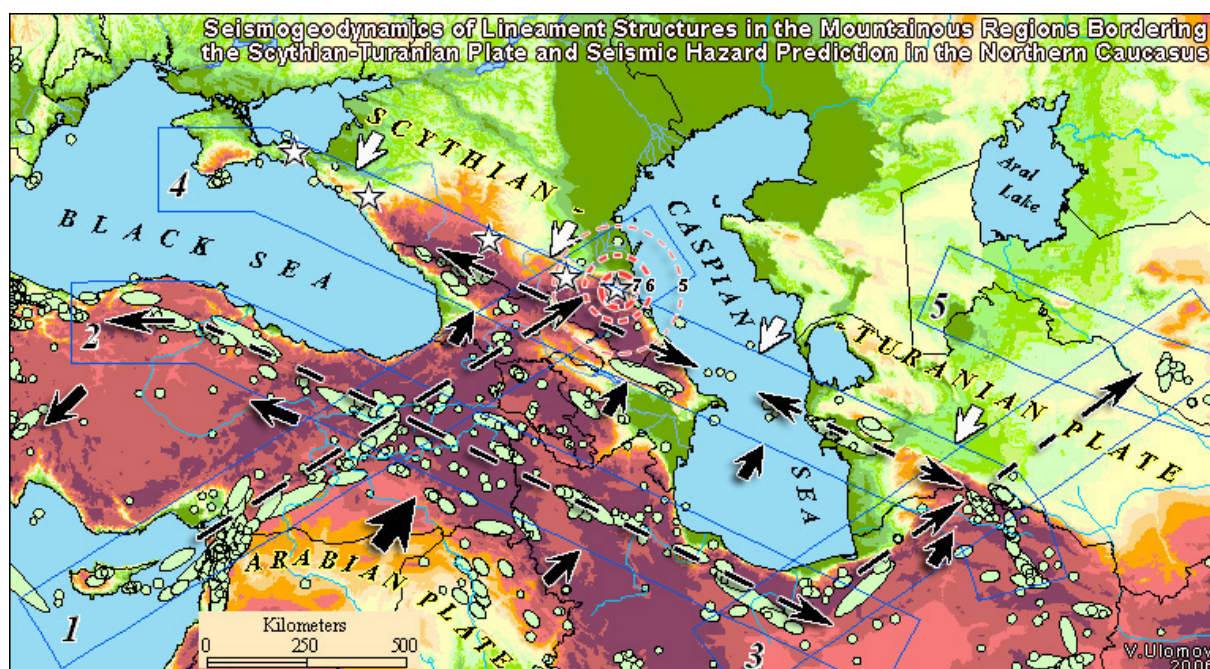 Seismogeodynamics of Lineament Structures in the Mountainous Regions Bordering
the Scythian-Turanian Plate and Seismic Hazard Prediction in the Northern Caucasus
SCYTHIAN -
4
BLACK SEA
CASPIAN
SEA
Aral
Lake
V
7 6 5
5
TURANIAN PLATE
2
ARABIAN PLATE
1
3
Kilometers
0 250 500
V.Ulomov